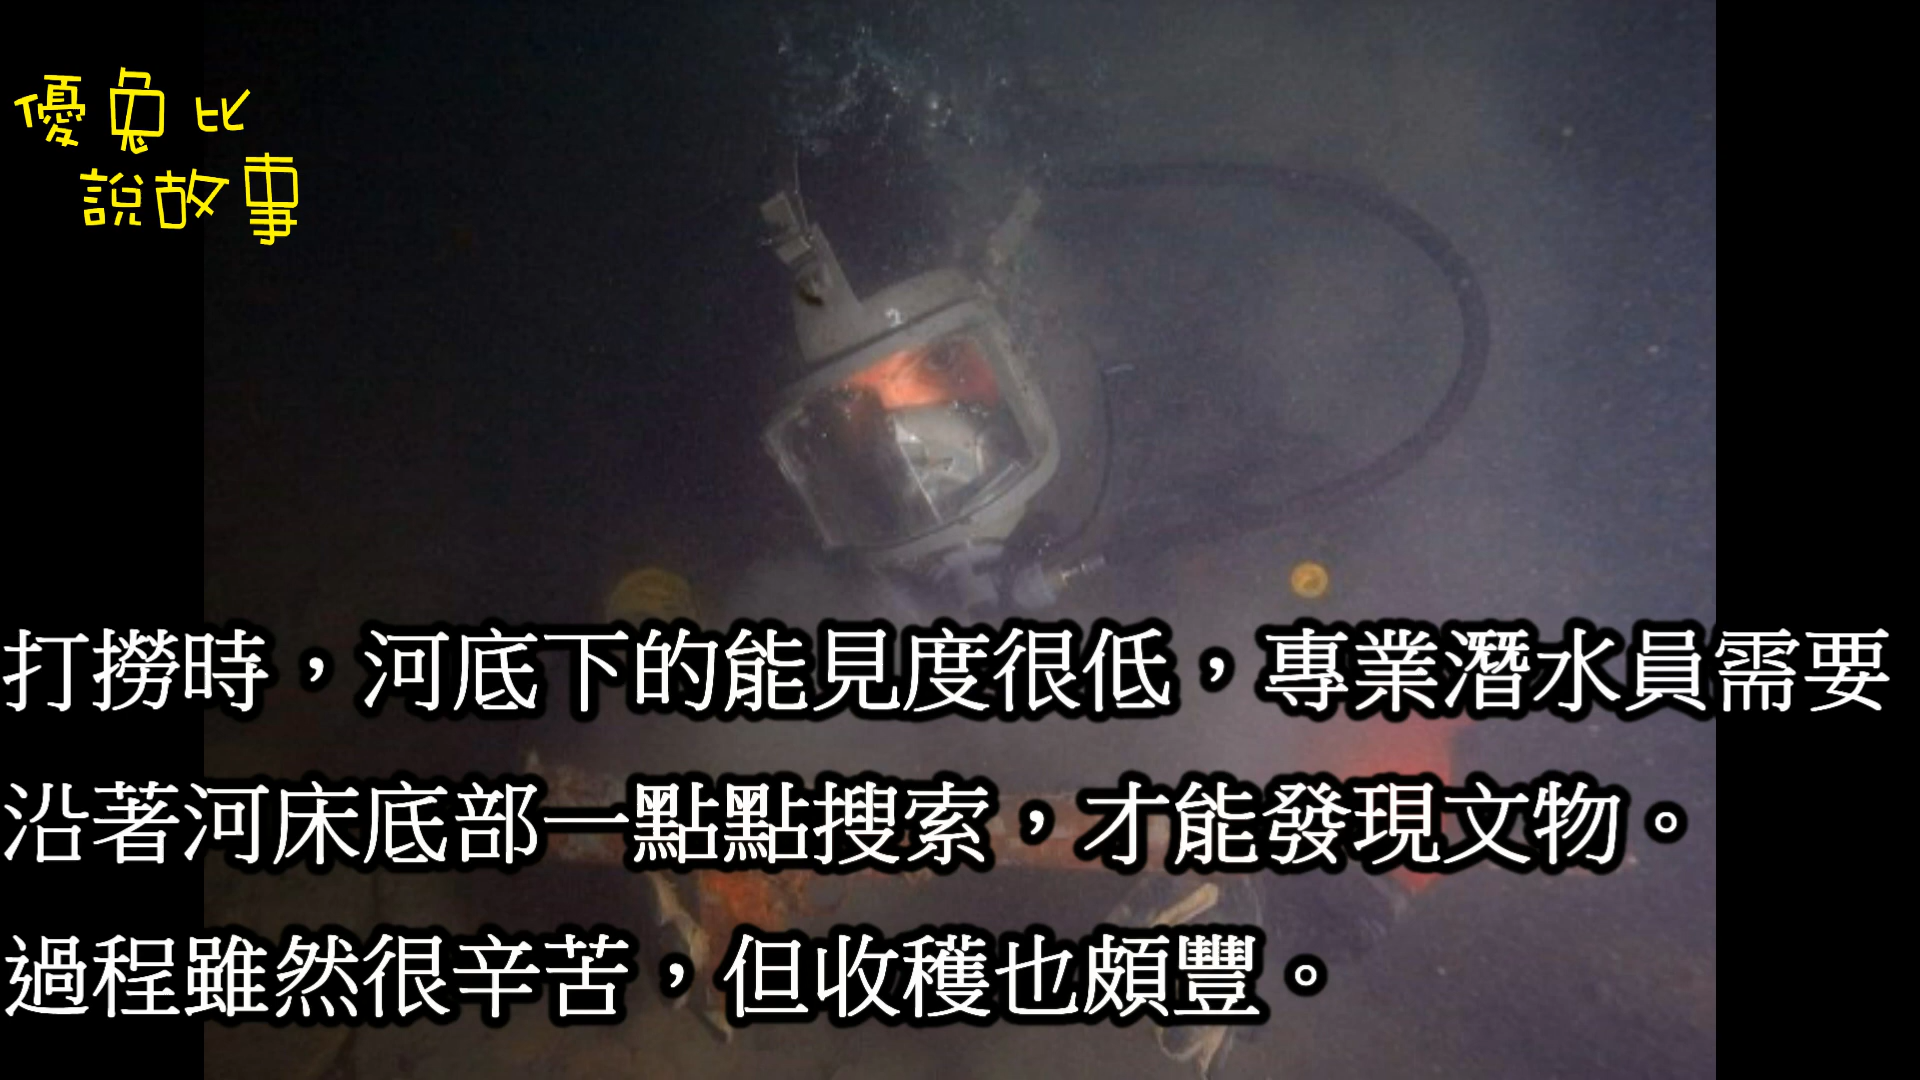 優兔比
說故事
打撈時，河底下的能見度很低，專業潛水員需要
沿著河床底部一點點搜索，才能發現文物。
過程雖然很辛苦，但收穫也頗豐。